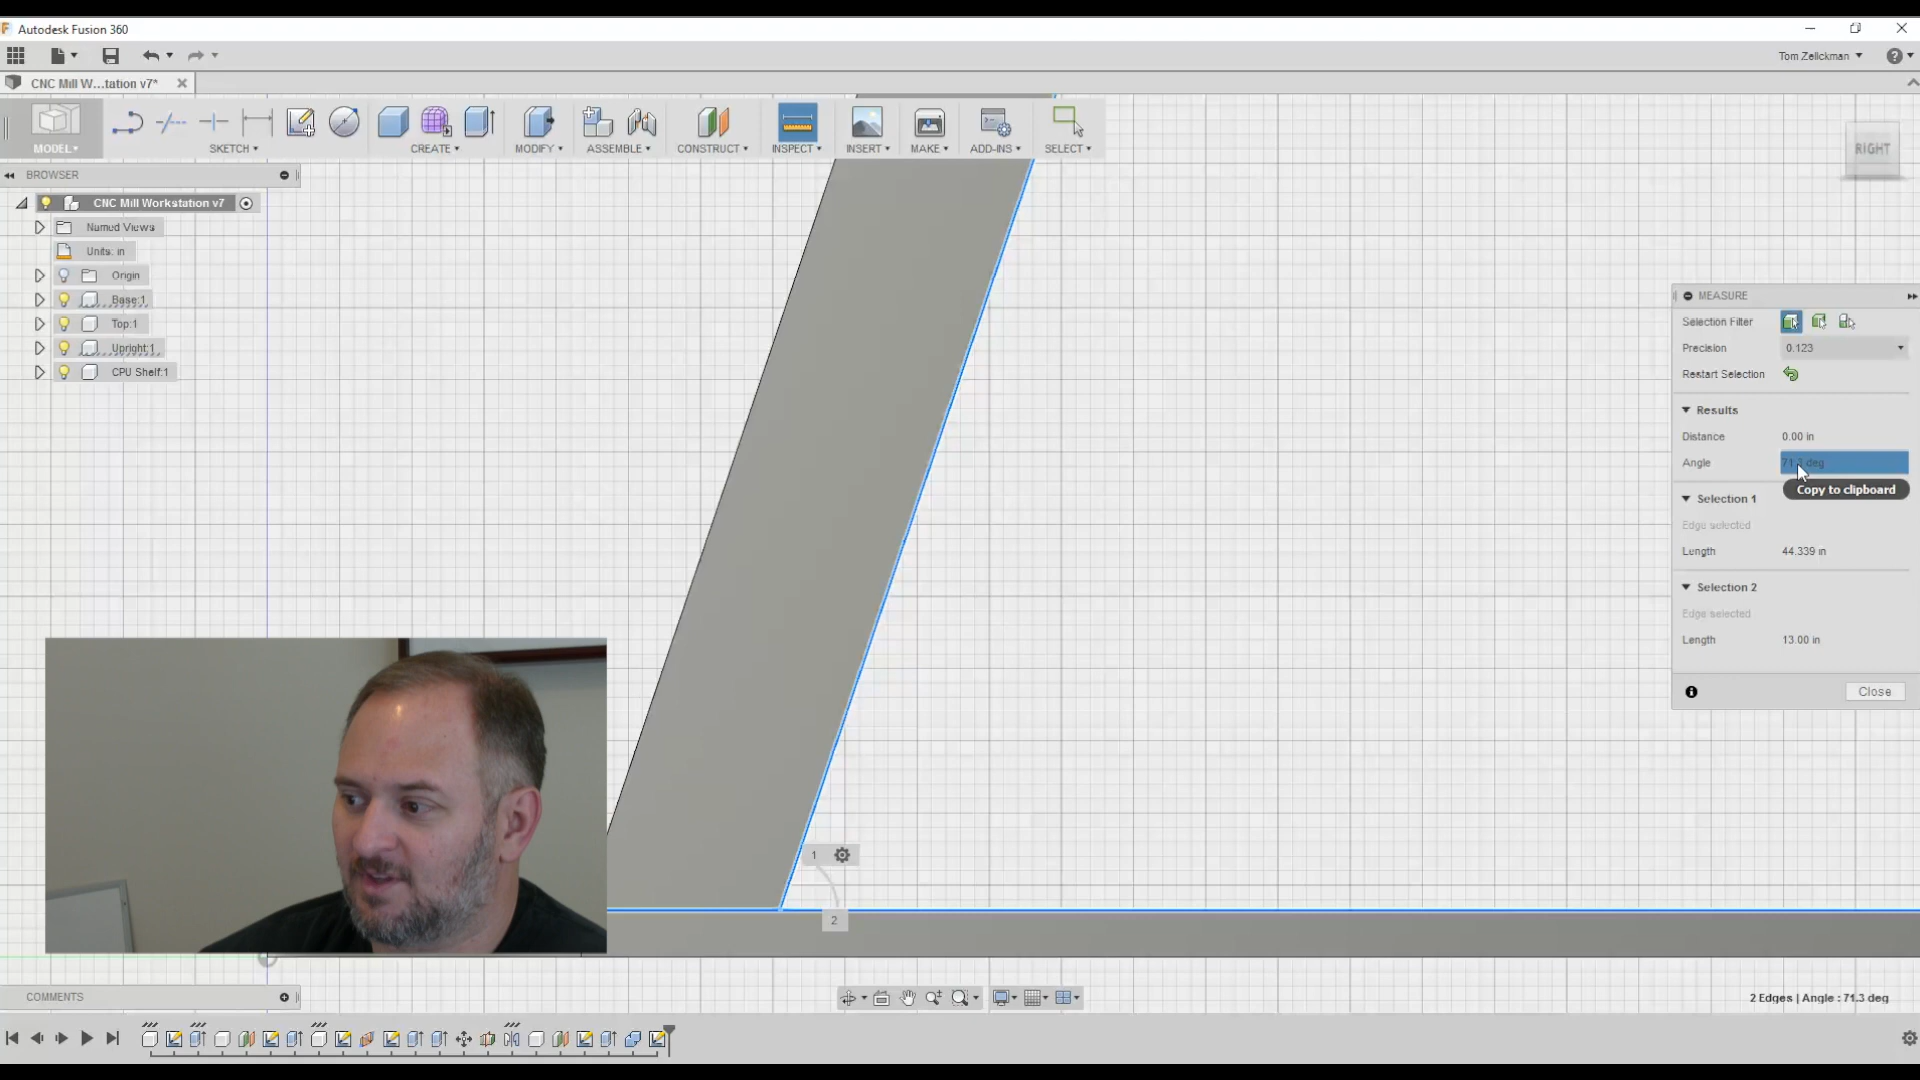 Autodesk Fusion 360
Tom Zelickman
CNC Mill W...tation v7*
MODEL
SKETCH
CREATE
MODIFY
ASSEMBLE
CONSTRUCT
INSPECT
INSERT
MAKE
ADD-INS
SELECT
RIGHT
BROWSER
CNC Mill Workstation v7
Named Views
Units: in
Origin
Base:1
Top:1
Upright:1
CPU Shelf:1
MEASURE
Selection Filter
Precision 0.123
Restart Selection
Results
Distance 0.00 in
Angle 71.3 deg
Copy to clipboard
Selection 1
Edge selected
Length 44.339 in
Selection 2
Edge selected
Length 13.00 in
Close
1
2
COMMENTS
2 Edges | Angle : 71.3 deg